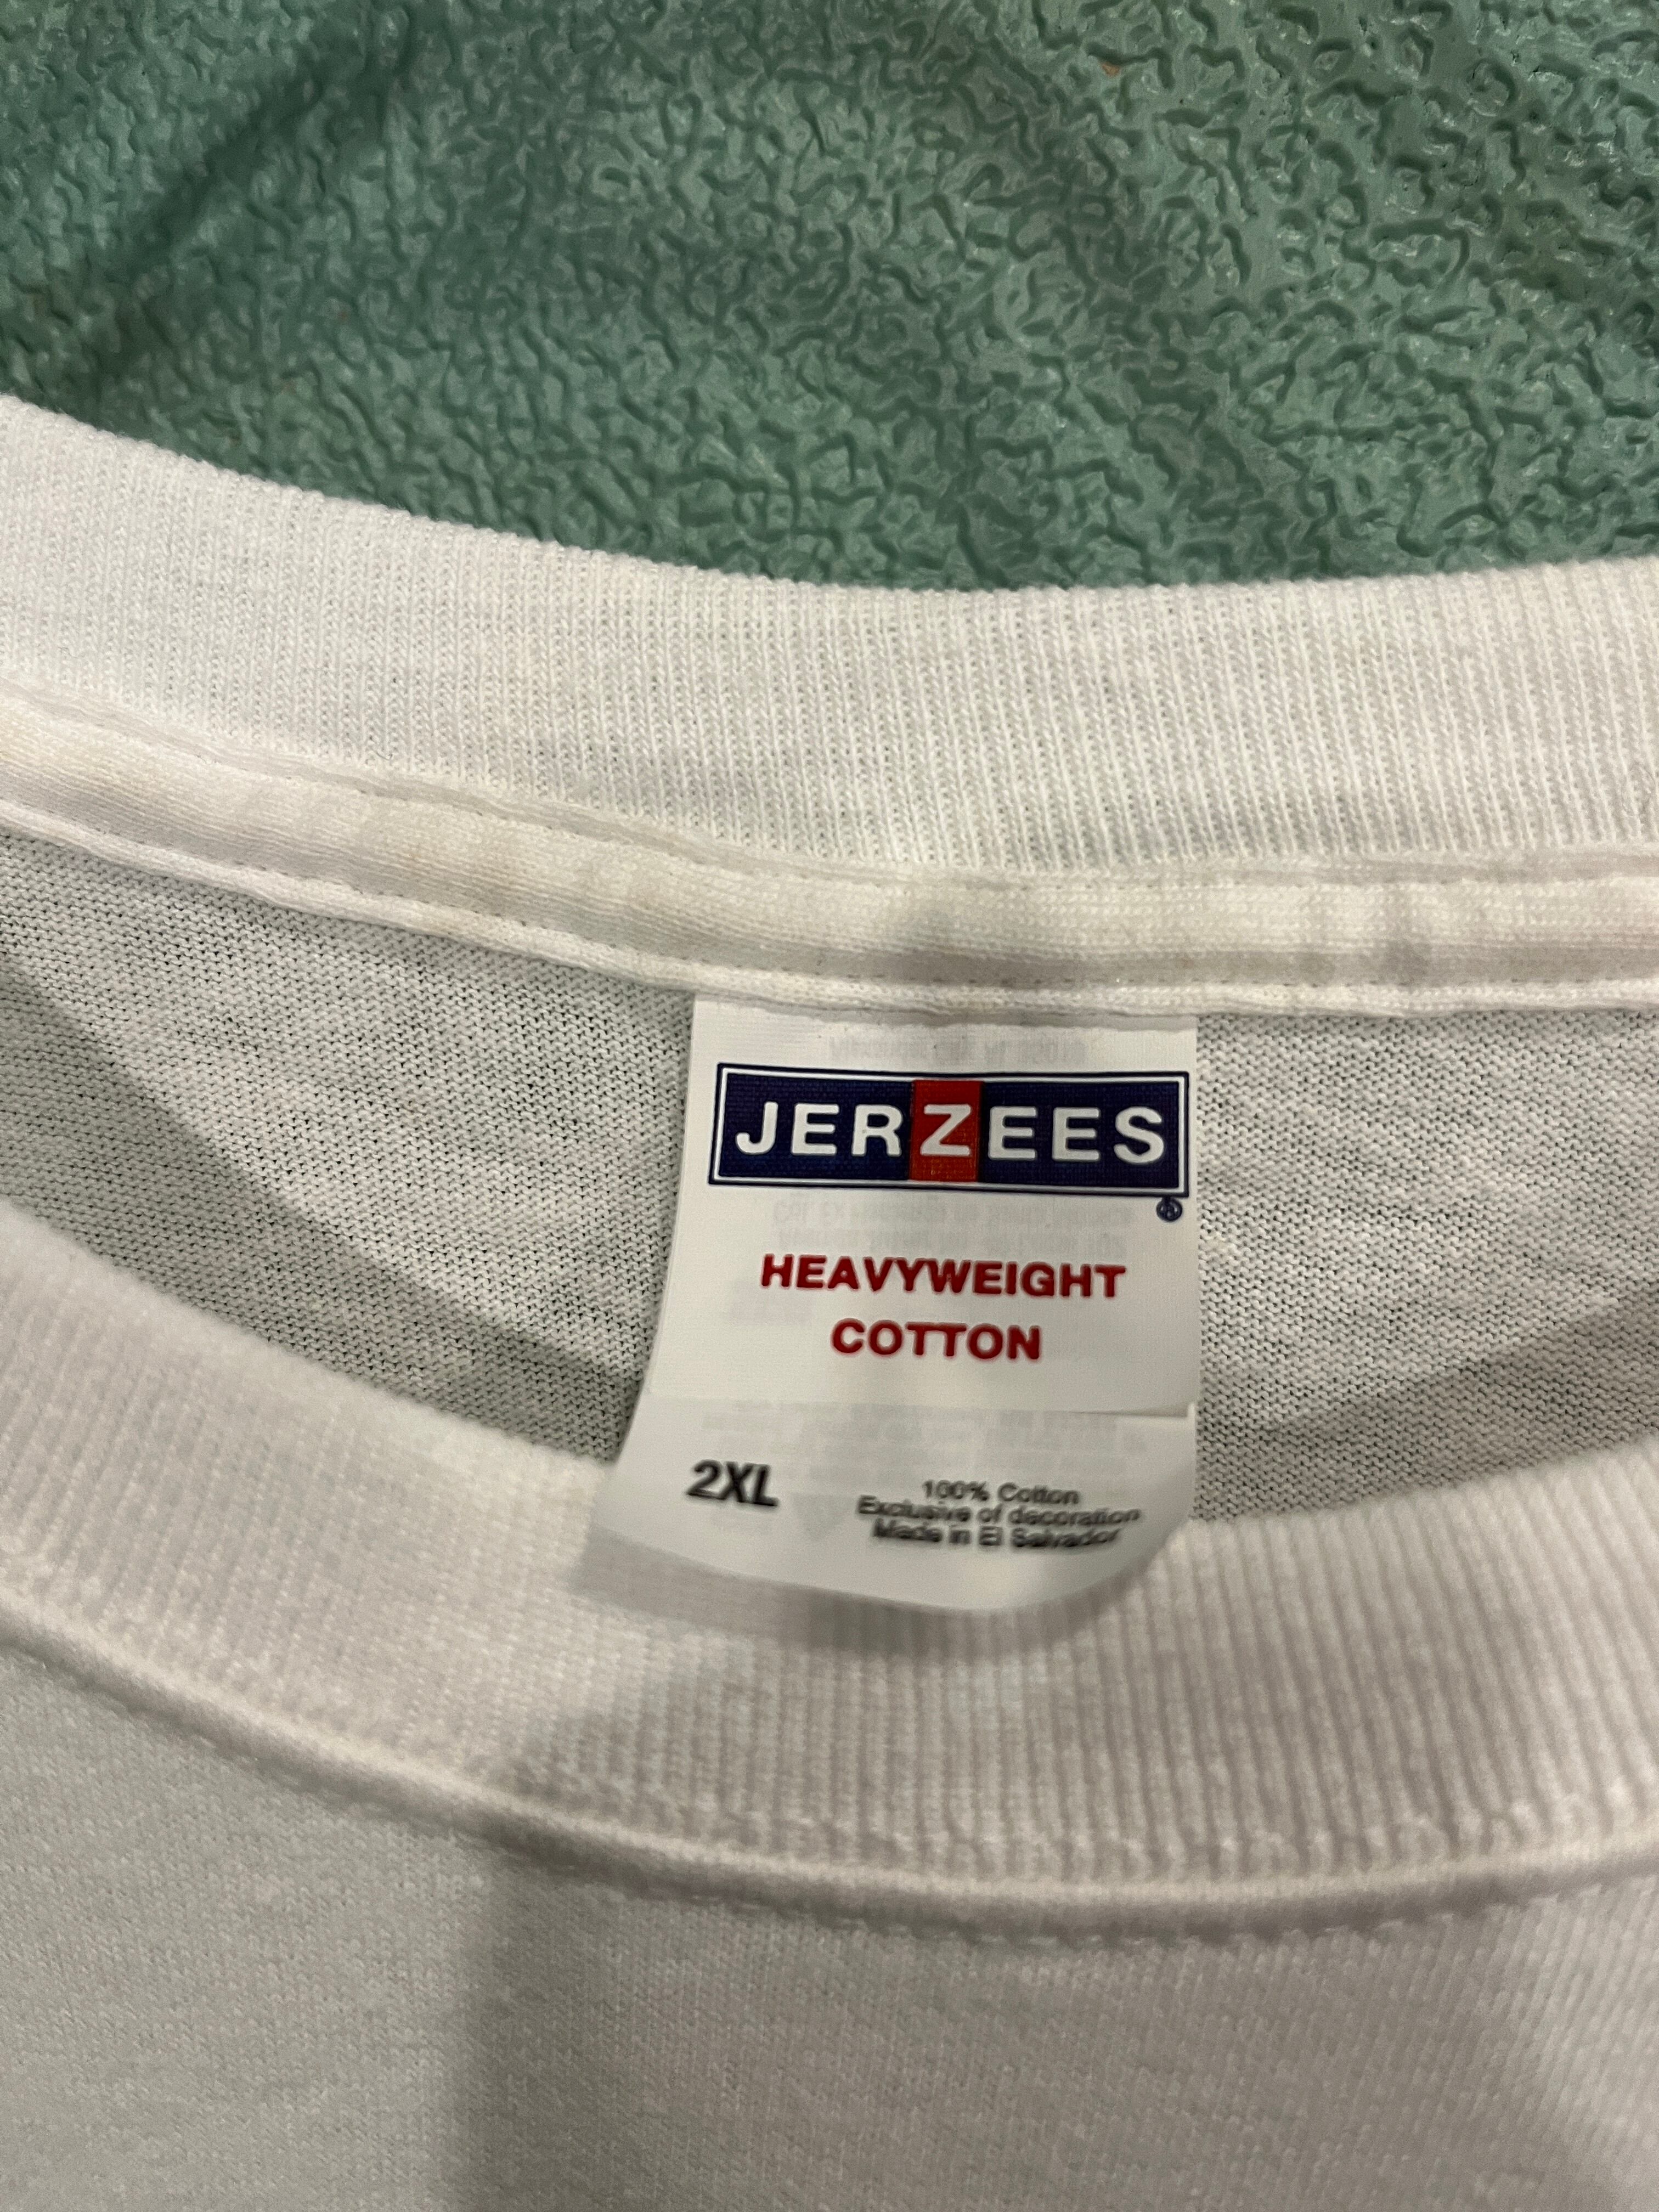 JERZEES
®
HEAVYWEIGHT
COTTON
2XL
100% Cotton
Exclusive of decoration
Made in El Salvador